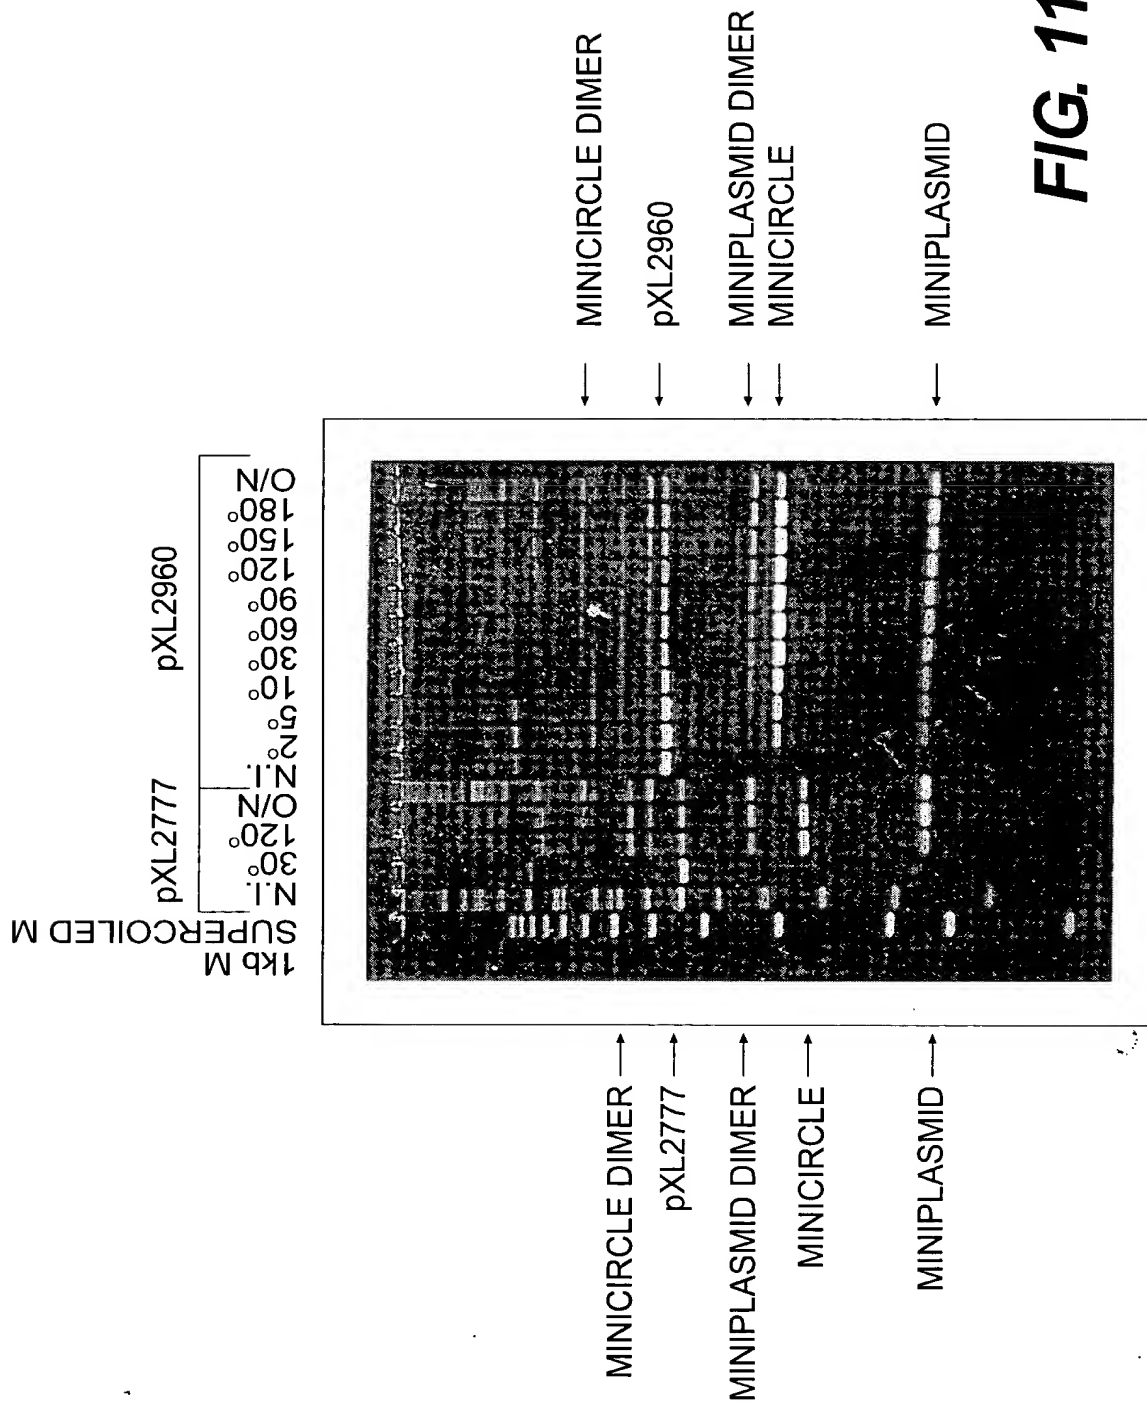 pXL2777
pXL2960
1kb M
SUPERCOILED M
N.I.
30°
120°
O/N
N.I.
2°
5°
10°
30°
60°
90°
120°
150°
180°
O/N
MINICIRCLE DIMER
pXL2777
MINIPLASMID DIMER
MINICIRCLE
MINIPLASMID
MINICIRCLE DIMER
pXL2960
MINIPLASMID DIMER
MINICIRCLE
MINIPLASMID
FIG. 11